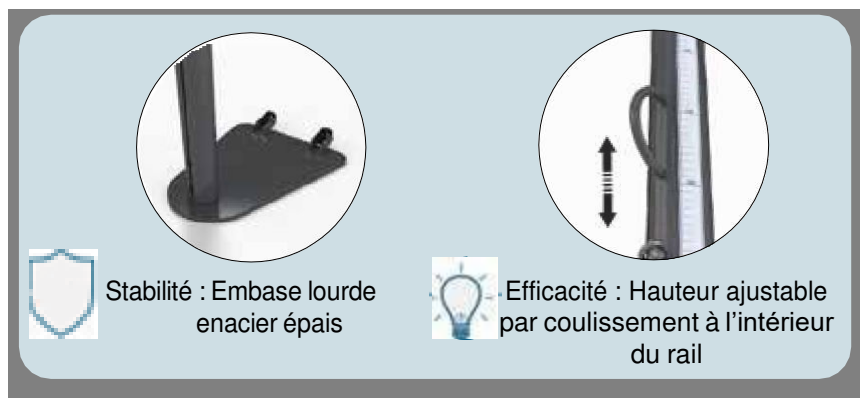 Stabilité : Embase lourde
enacier épais
Efficacité : Hauteur ajustable
par coulissement à l’intérieur
du rail